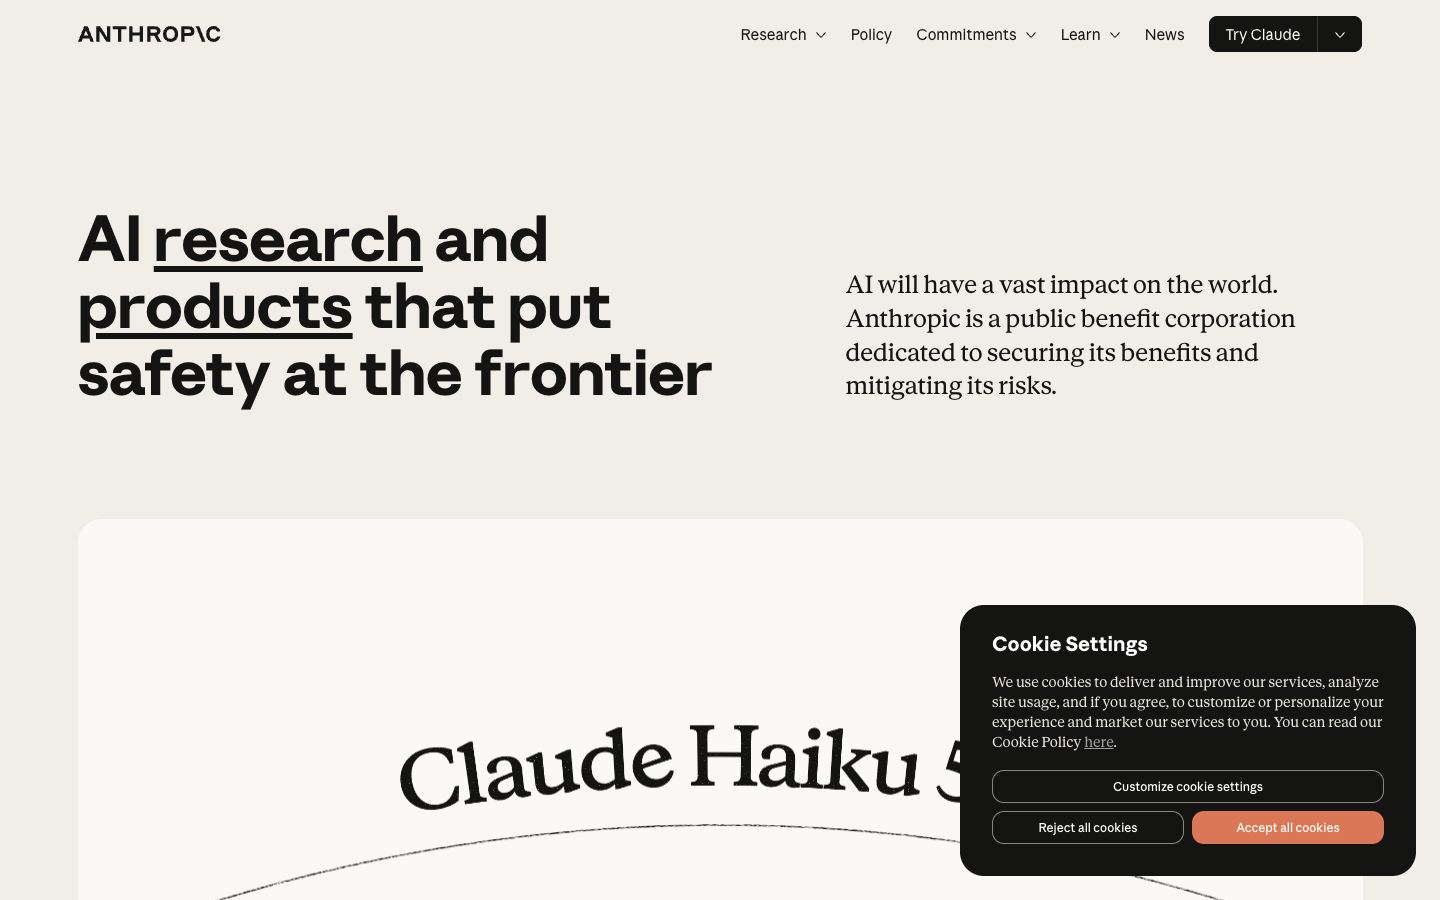 ANTHROP\C
Research
Policy
Commitments
Learn
News
Try Claude
AI research and
products that put
safety at the frontier
AI will have a vast impact on the world.
Anthropic is a public benefit corporation
dedicated to securing its benefits and
mitigating its risks.
Claude Haiku 5
Cookie Settings
We use cookies to deliver and improve our services, analyze
site usage, and if you agree, to customize or personalize your
experience and market our services to you. You can read our
Cookie Policy here.
Customize cookie settings
Reject all cookies
Accept all cookies